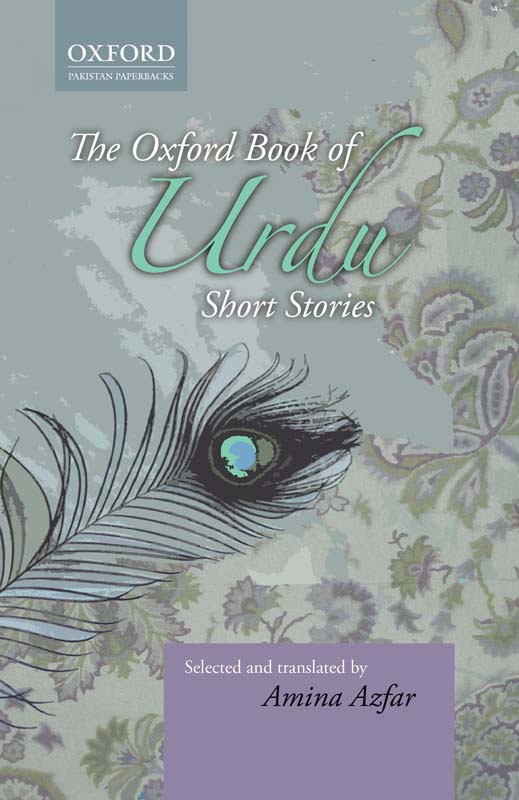 OXFORD
PAKISTAN PAPERBACKS
The Oxford Book of
Urdu
Short Stories
Selected and translated by
Amina Azfar